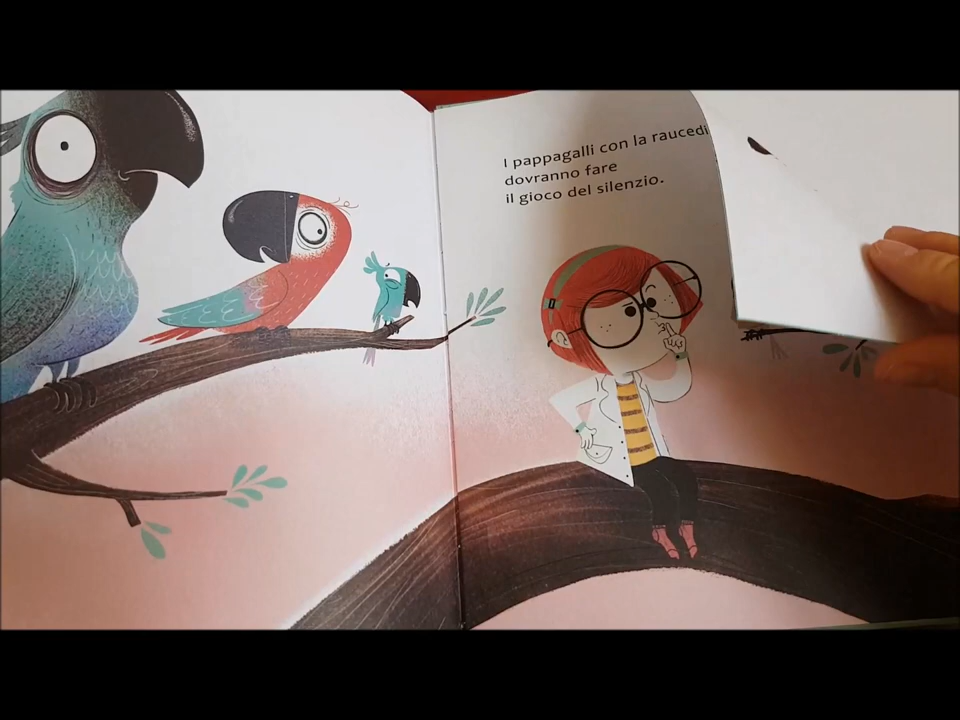 I pappagalli con la raucedi
dovranno fare
il gioco del silenzio.